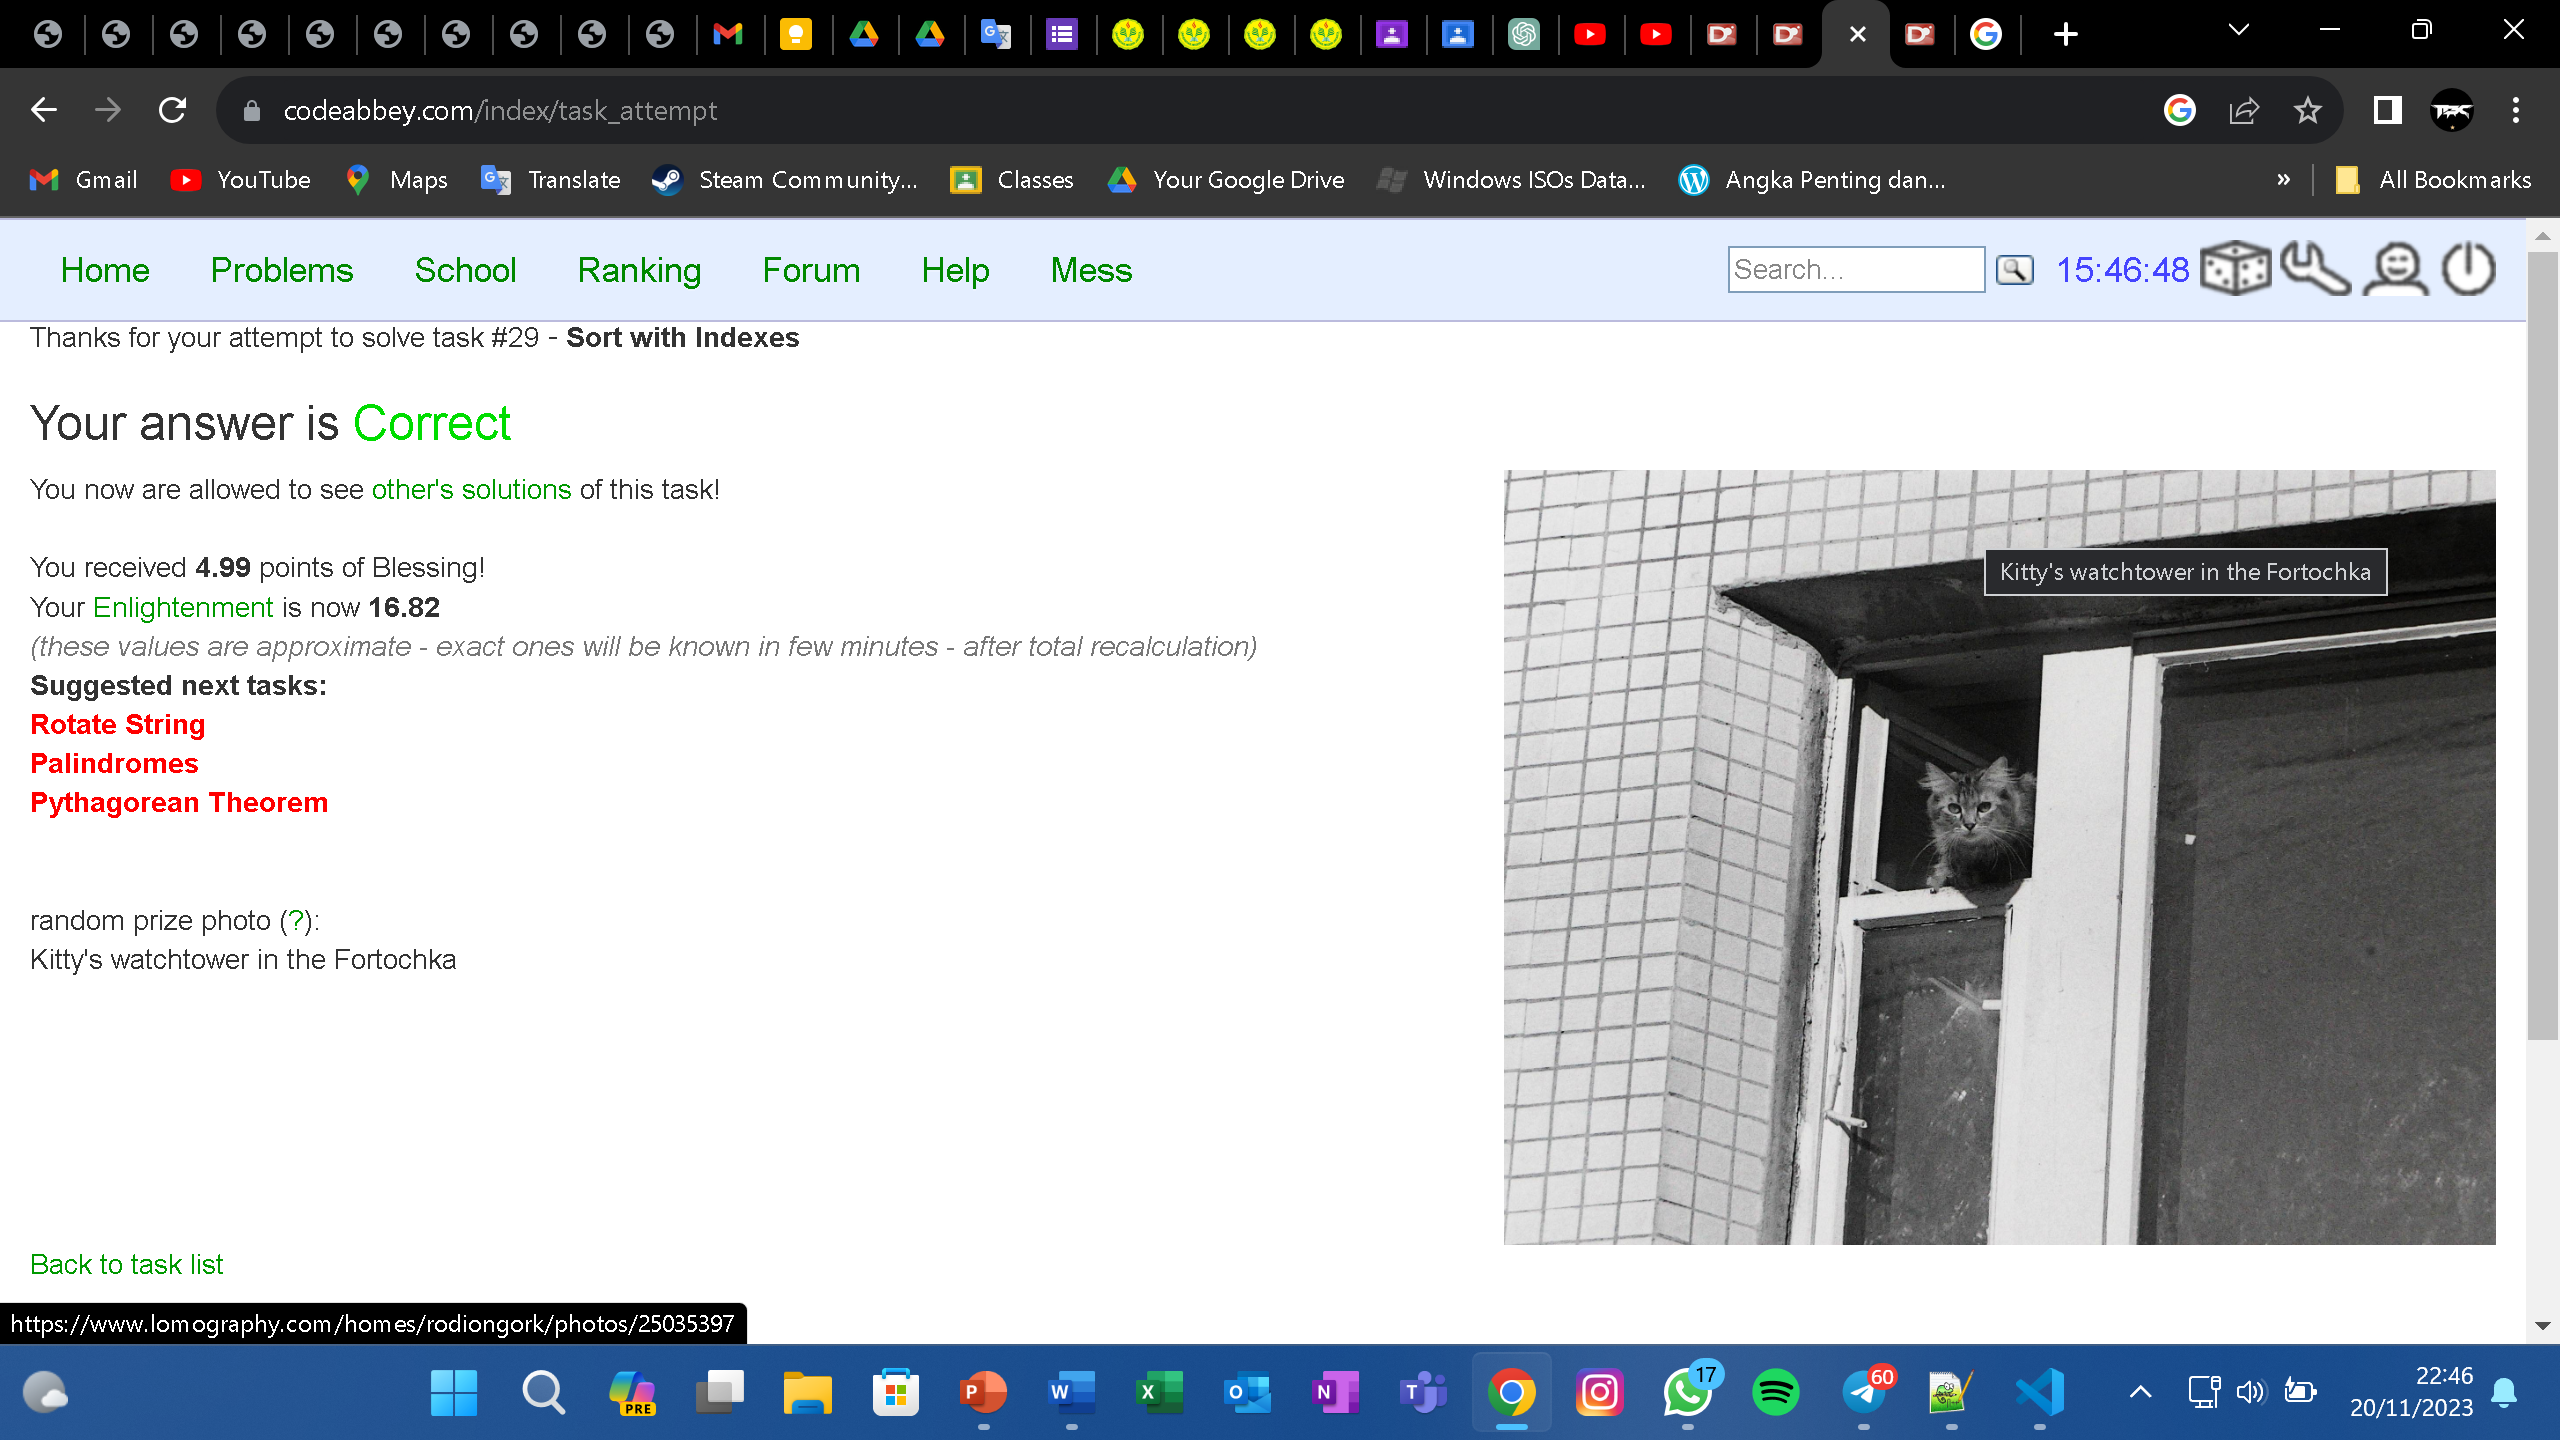 codeabbey.com/index/task_attempt
Gmail YouTube Maps Translate Steam Community... Classes Your Google Drive Windows ISOs Data... Angka Penting dan... » All Bookmarks
Home Problems School Ranking Forum Help Mess Search... 15:46:48
Thanks for your attempt to solve task #29 - Sort with Indexes
Your answer is Correct
You now are allowed to see other's solutions of this task!
You received 4.99 points of Blessing!
Your Enlightenment is now 16.82
(these values are approximate - exact ones will be known in few minutes - after total recalculation)
Suggested next tasks:
Rotate String
Palindromes
Pythagorean Theorem
random prize photo (?):
Kitty's watchtower in the Fortochka
Kitty's watchtower in the Fortochka
Back to task list
https://www.lomography.com/homes/rodiongork/photos/25035397
PRE
17
60
22:46
20/11/2023